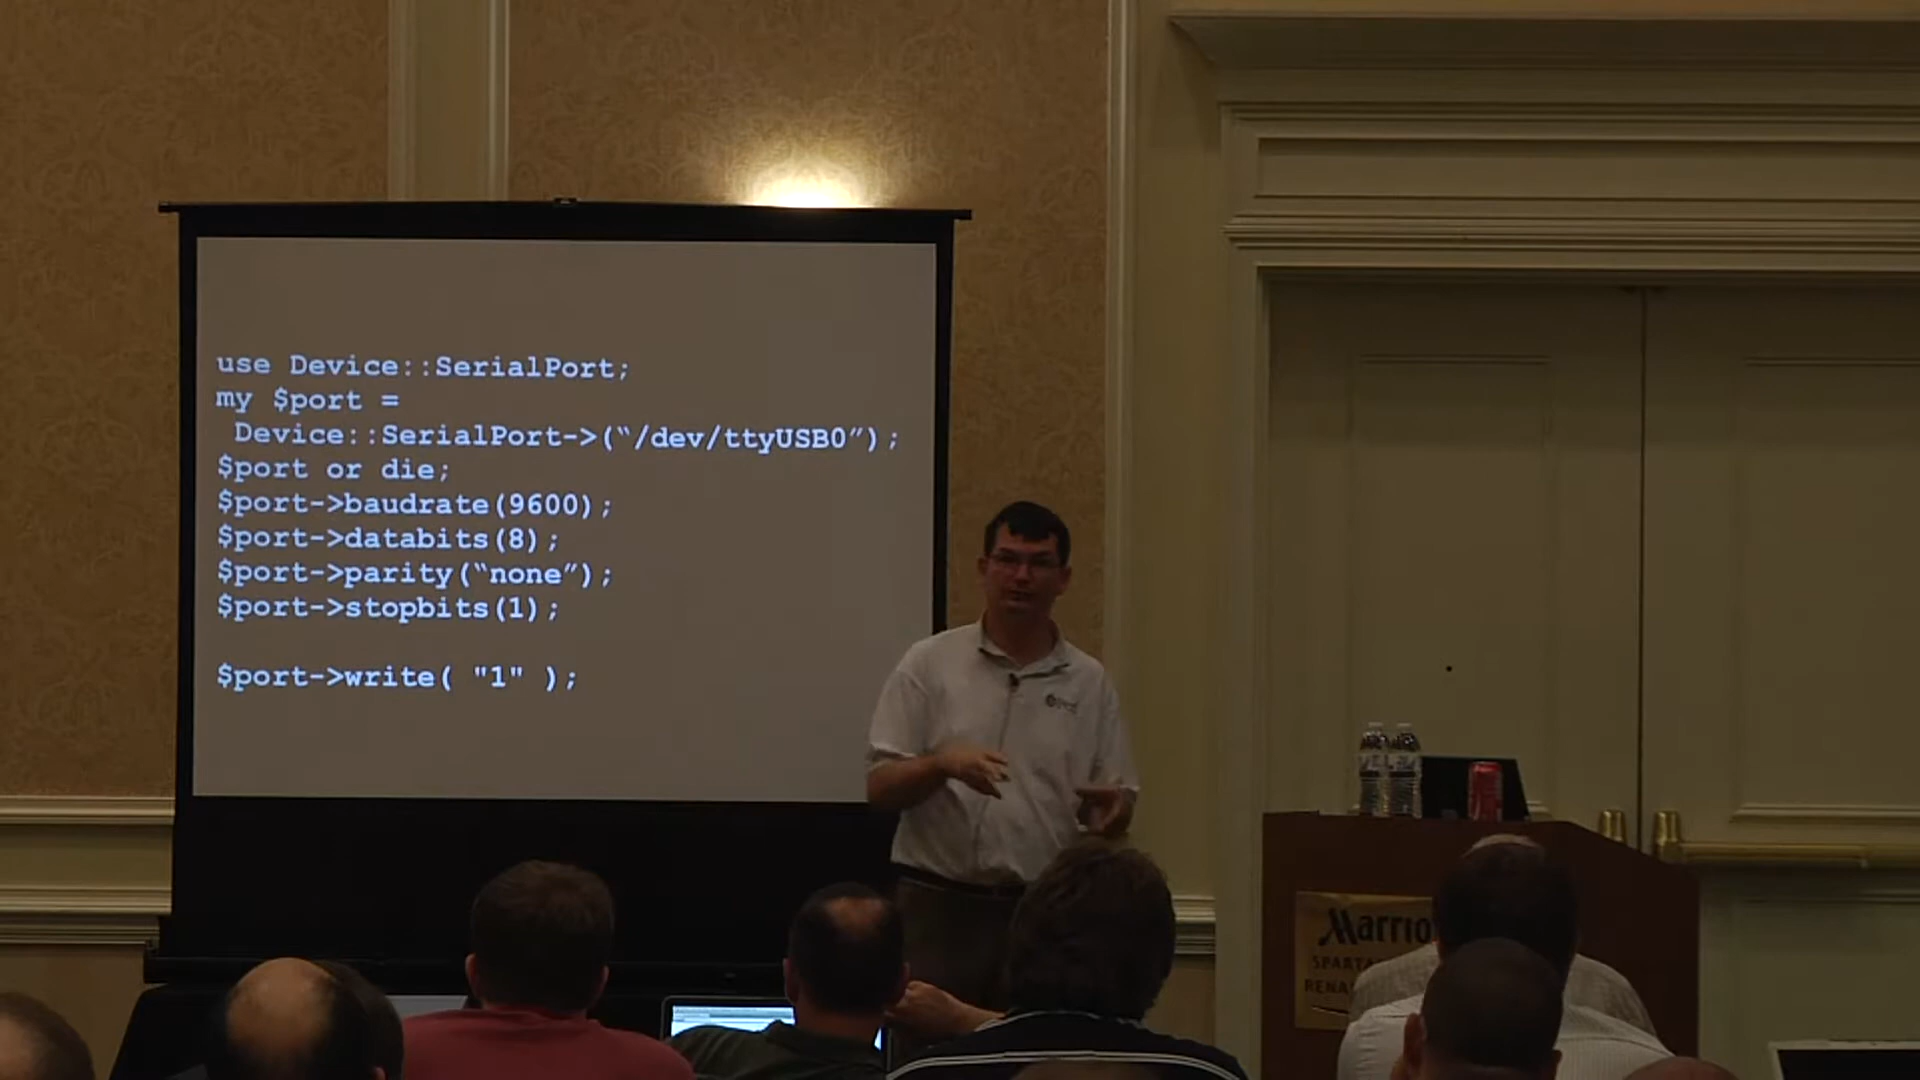 use Device::SerialPort;
my $port =
Device::SerialPort->(“/dev/ttyUSB0”);
$port or die;
$port->baudrate(9600);
$port->databits(8);
$port->parity(“none”);
$port->stopbits(1);
$port->write( "1" );